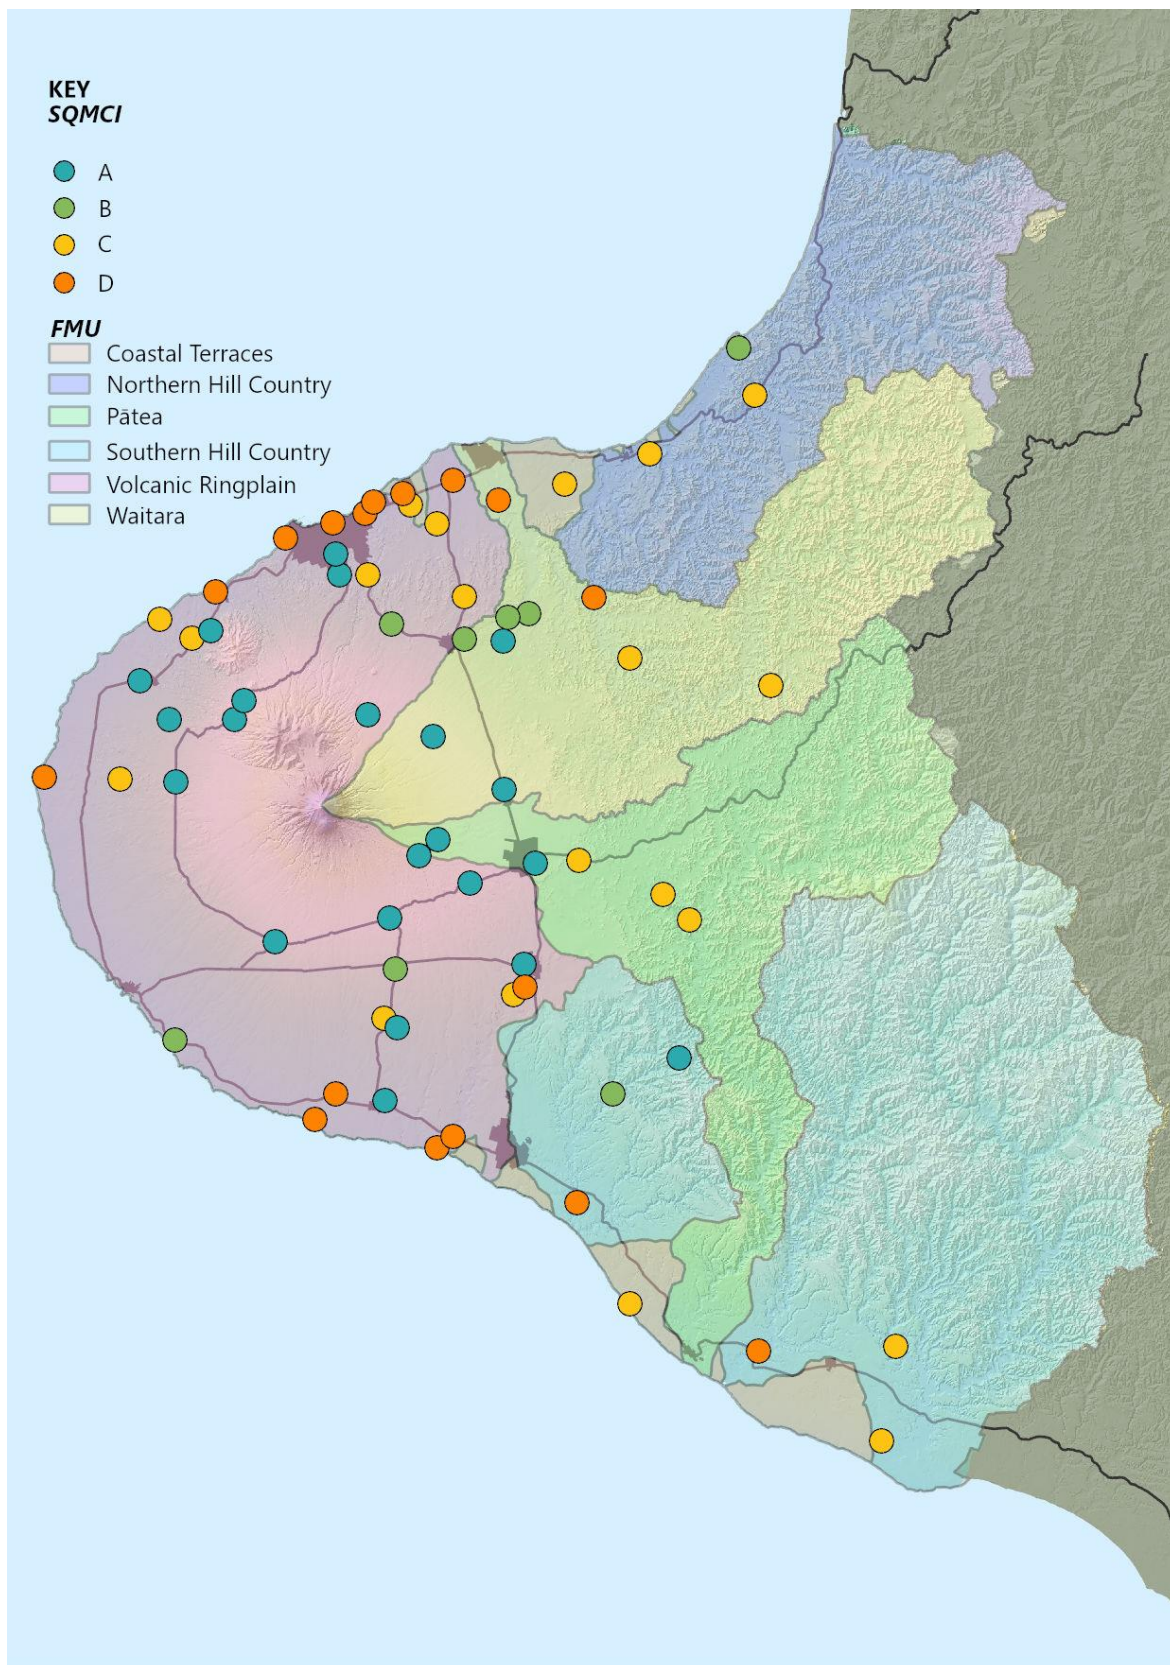 KEY
SQMCI
A
B
C
D
FMU
Coastal Terraces
Northern Hill Country
Pātea
Southern Hill Country
Volcanic Ringplain
Waitara